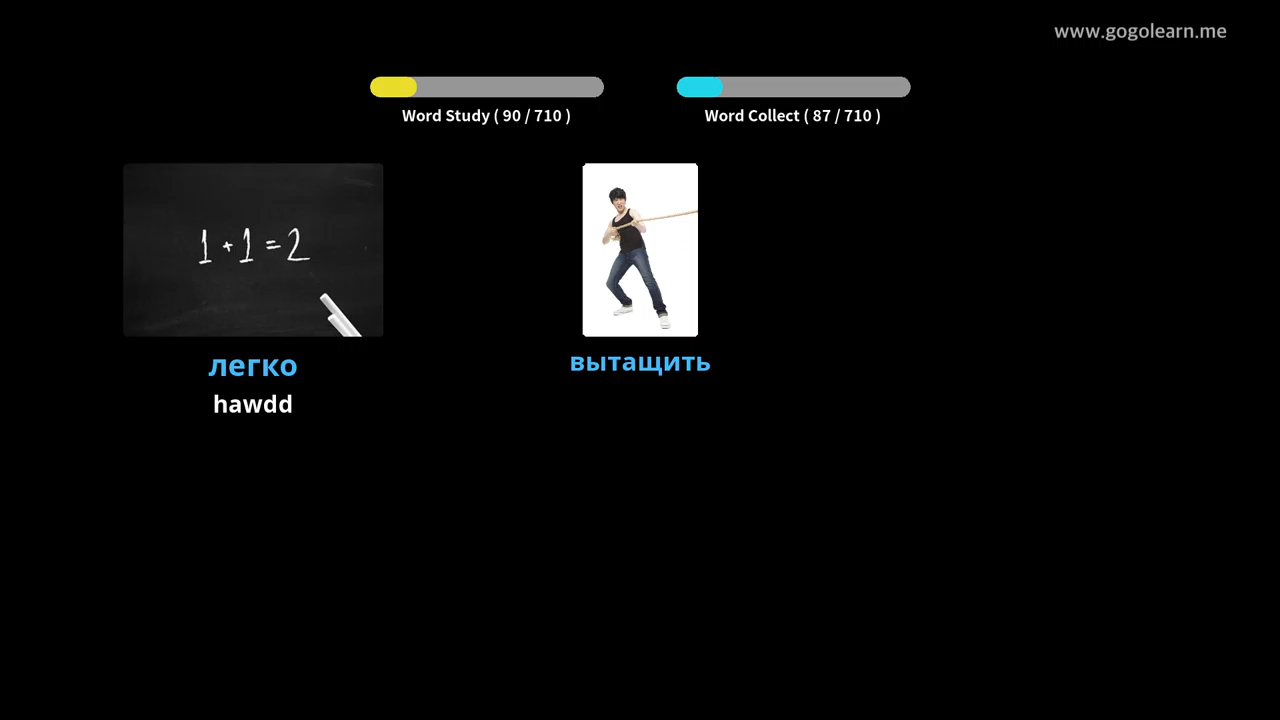 www.gogolearn.me
Word Study ( 90 / 710 )
Word Collect ( 87 / 710 )
1 + 1 = 2
легко
hawdd
вытащить